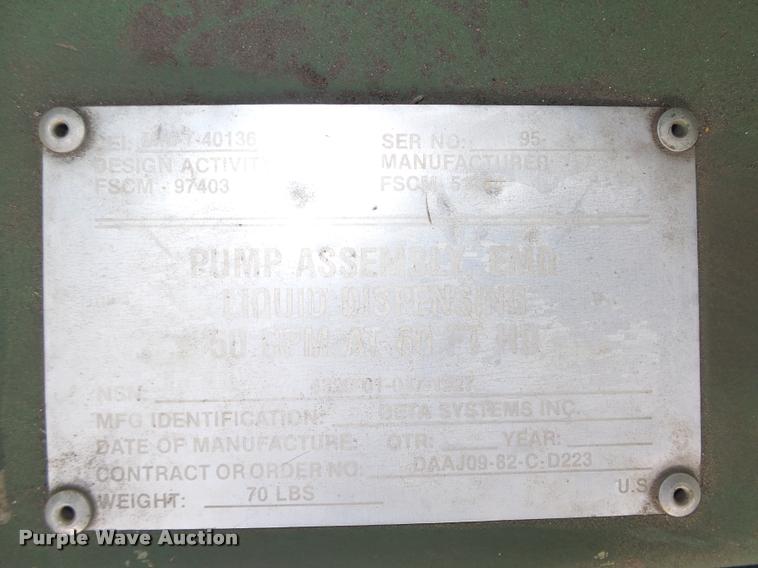 40136 SER NO: 95-
DESIGN ACTIVITY MANUFACTURER
FSCM - 97403 FSCM
PUMP ASSEMBLY, END
LIQUID DISPENSING
50 GPM AT 60 FT HD
NSN:
MFG IDENTIFICATION: BETA SYSTEMS INC.
DATE OF MANUFACTURE: QTR: YEAR:
CONTRACT OR ORDER NO: DAAJ09-82-C-D223
WEIGHT: 70 LBS U.S.
Purple Wave Auction